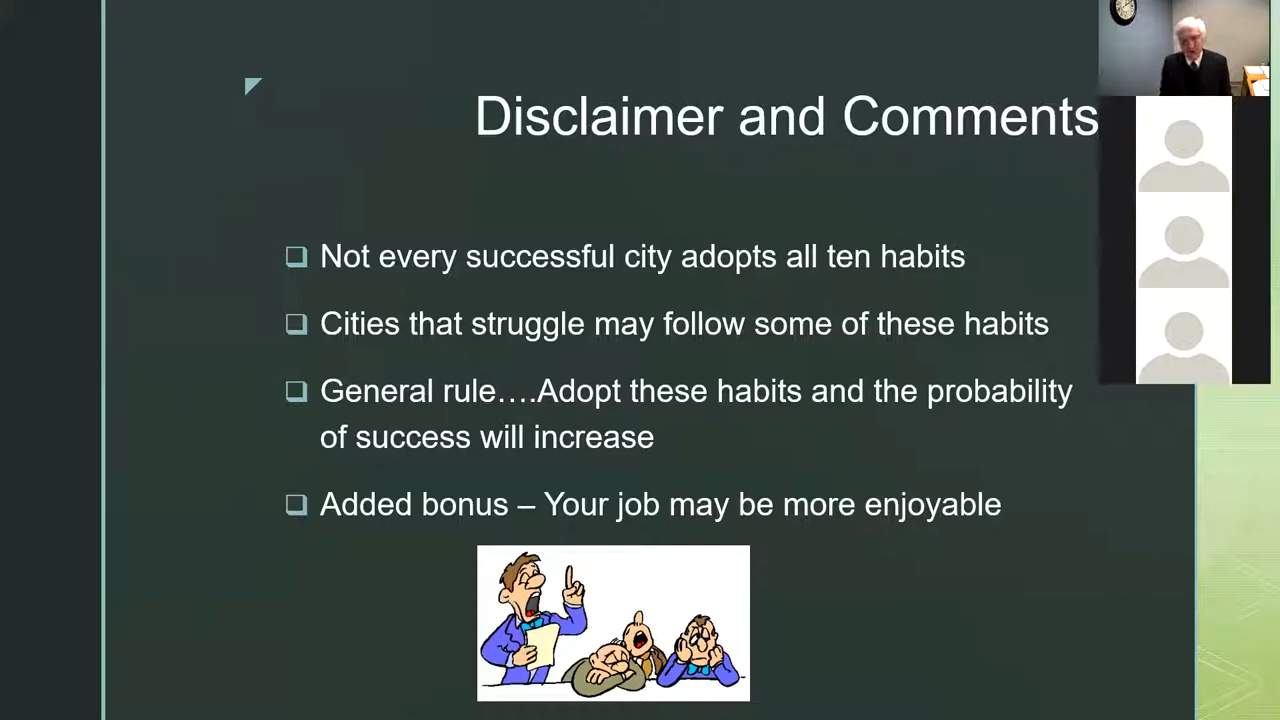 Disclaimer and Comments
Not every successful city adopts all ten habits
Cities that struggle may follow some of these habits
General rule….Adopt these habits and the probability
of success will increase
Added bonus – Your job may be more enjoyable